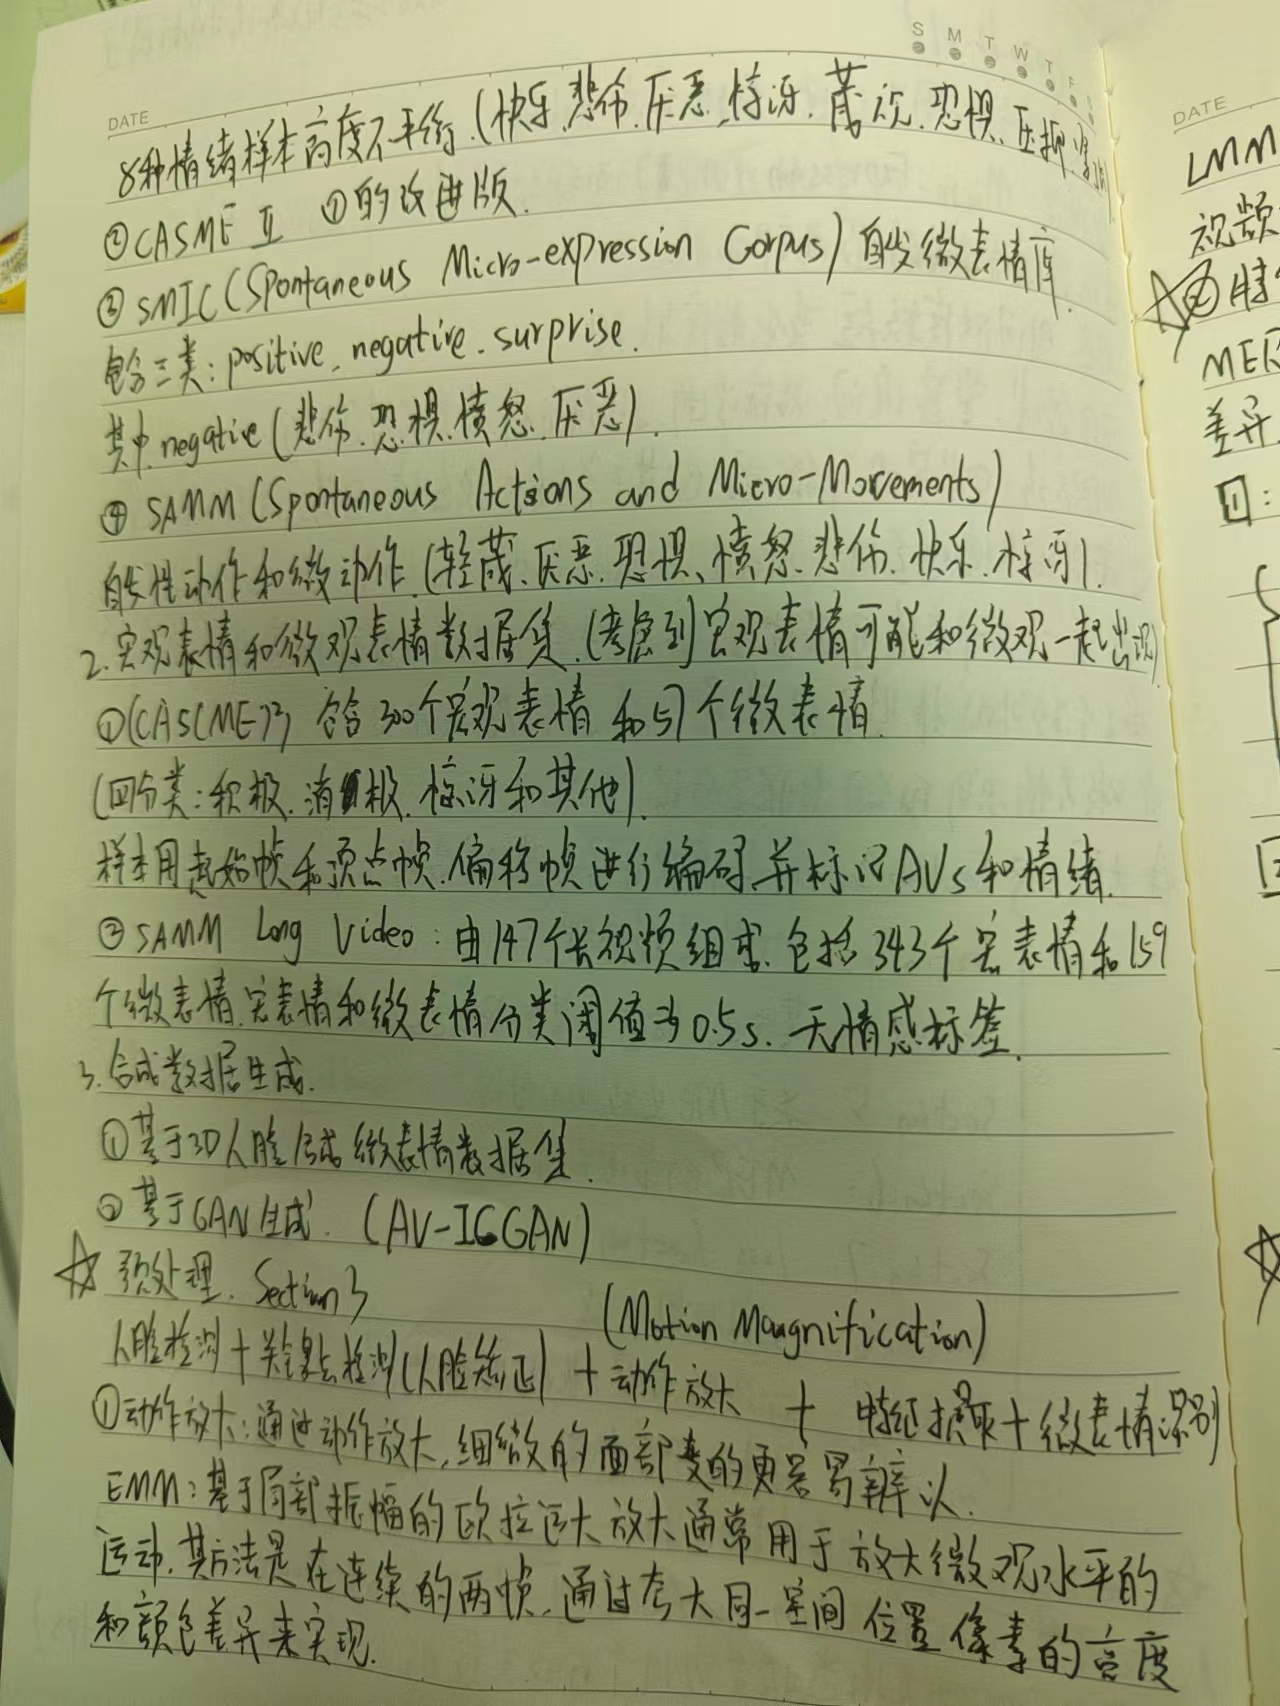 S M T W T F S
DATE
8种情绪样本高度不平衡.(快乐.悲伤.厌恶.惊讶.蔑视.恐惧.压抑.紧张)
②CASME Ⅱ ①的改进版.
③SMIC(Spontaneous Micro-expression Corpus)自发微表情库.
包含三类:positive.negative.surprise.
其中negative(悲伤.恐惧.愤怒.厌恶).
④SAMM(Spontaneous Actions and Micro-Movements)
自发性动作和微动作.(轻蔑、厌恶.恐惧、愤怒.悲伤.快乐.惊讶).
2.宏观表情和微观表情数据集.(考虑到宏观表情可能和微观一起出现)
①(CAS(ME)²) 包含300个宏观表情和57个微表情.
(四分类:积极.消极.惊讶和其他).
样本用起始帧和顶点帧.偏移帧进行编码.并标记AVs和情绪.
②SAMM Long Video:由147个长视频组成.包括343个宏表情和159
个微表情.宏表情和微表情分类阈值为0.5s.无情感标签.
3.合成数据生成.
①基于3D人脸合成微表情数据集.
②基于GAN生成.(AV-ICGAN)
☆ 预处理. Section 3
(Motion Maugnification)
人脸检测+关键点检测(人脸矫正)+动作放大 + 特征提取+微表情识别
①动作放大:通过动作放大,细微的面部变的更容易辨认.
EMM:基于局部振幅的欧拉运大放大通常用于放大微观水平的
运动.其方法是在连续的两帧.通过夸大同一空间位置像素的亮度
和颜色差异来实现.
DATE
LMM
视频
☆②特
MER
差异.